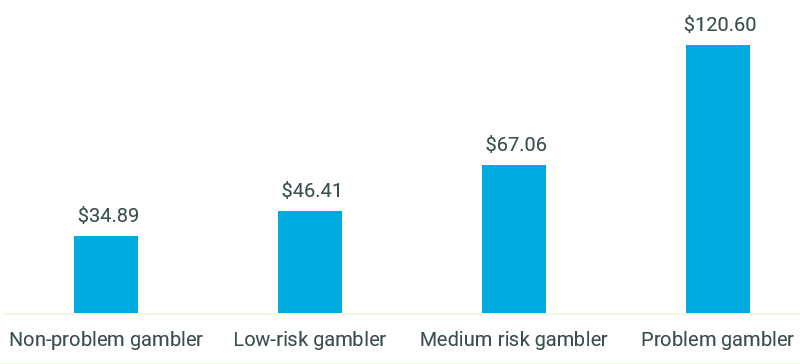 $120.60
$67.06
$46.41
$34.89
Non-problem gambler
Low-risk gambler
Medium risk gambler
Problem gambler